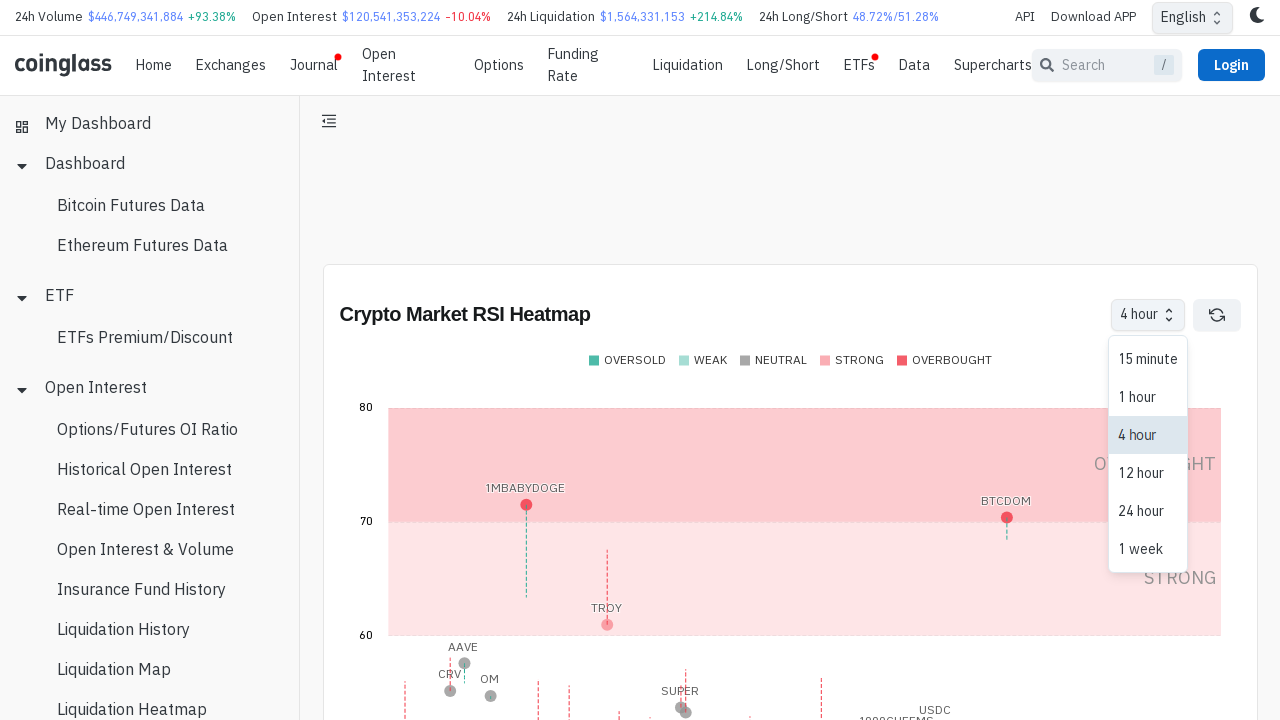 24h Volume $446,749,341,884 +93.38% Open Interest $120,541,353,224 -10.04% 24h Liquidation $1,564,331,153 +214.84% 24h Long/Short 48.72%/51.28% API Download APP English
coinglass Home Exchanges Journal Open Interest Options Funding Rate Liquidation Long/Short ETFs Data Supercharts Search / Login
My Dashboard
Dashboard
Bitcoin Futures Data
Ethereum Futures Data
ETF
ETFs Premium/Discount
Open Interest
Options/Futures OI Ratio
Historical Open Interest
Real-time Open Interest
Open Interest & Volume
Insurance Fund History
Liquidation History
Liquidation Map
Liquidation Heatmap
Crypto Market RSI Heatmap 4 hour
15 minute
1 hour
4 hour
12 hour
24 hour
1 week
OVERSOLD WEAK NEUTRAL STRONG OVERBOUGHT
80
1MBABYDOGE
BTCDOM
70
STRONG
TROY
60
AAVE
CRV
OM
SUPER
USDC